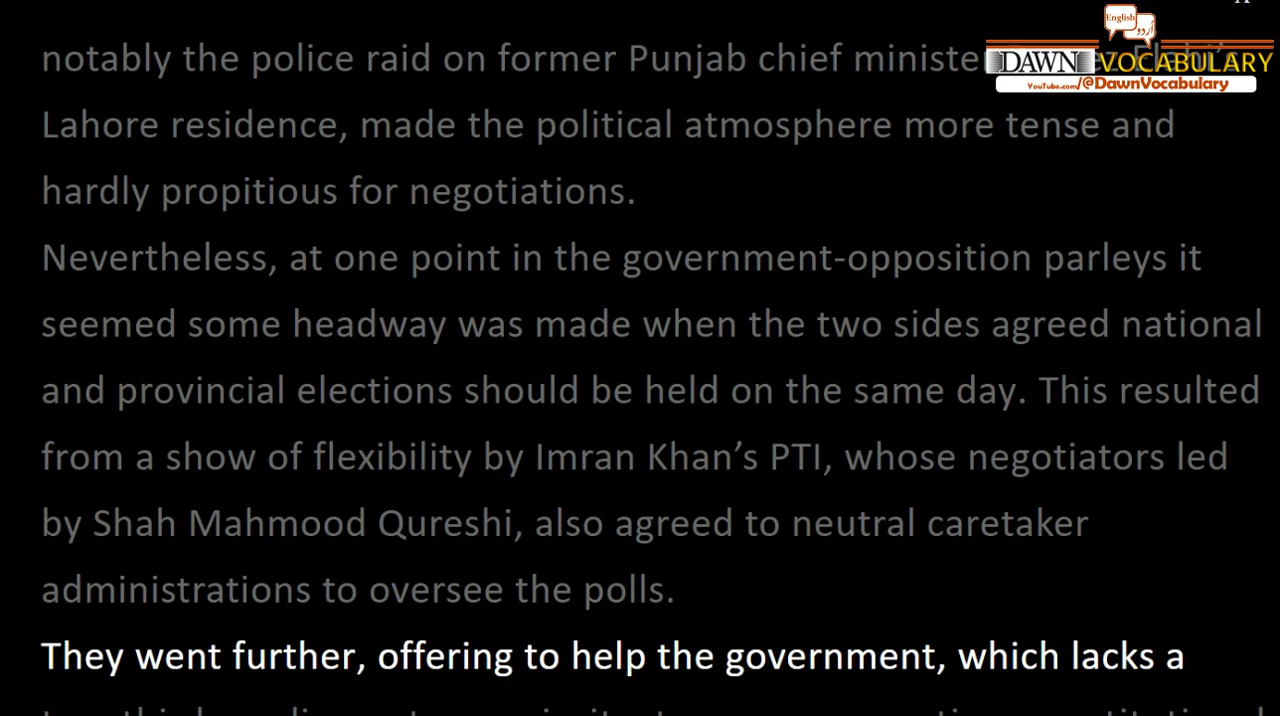 English
اُردو
DAWN VOCABULARY
YouTube.com/@DawnVocabulary
notably the police raid on former Punjab chief ministe
Lahore residence, made the political atmosphere more tense and
hardly propitious for negotiations.
Nevertheless, at one point in the government-opposition parleys it
seemed some headway was made when the two sides agreed national
and provincial elections should be held on the same day. This resulted
from a show of flexibility by Imran Khan’s PTI, whose negotiators led
by Shah Mahmood Qureshi, also agreed to neutral caretaker
administrations to oversee the polls.
They went further, offering to help the government, which lacks a